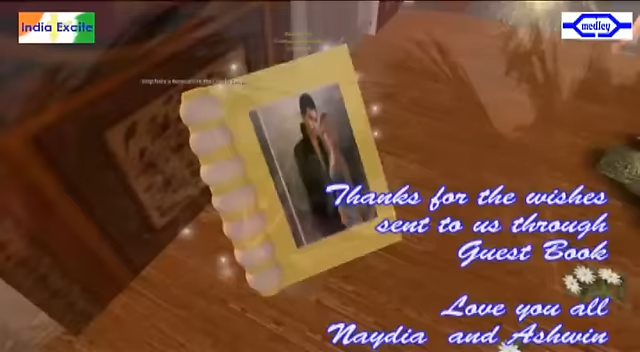 India Excite
medley
Thanks for the wishes
sent to us through
Guest Book
Love you all
Naydia and Ashwin